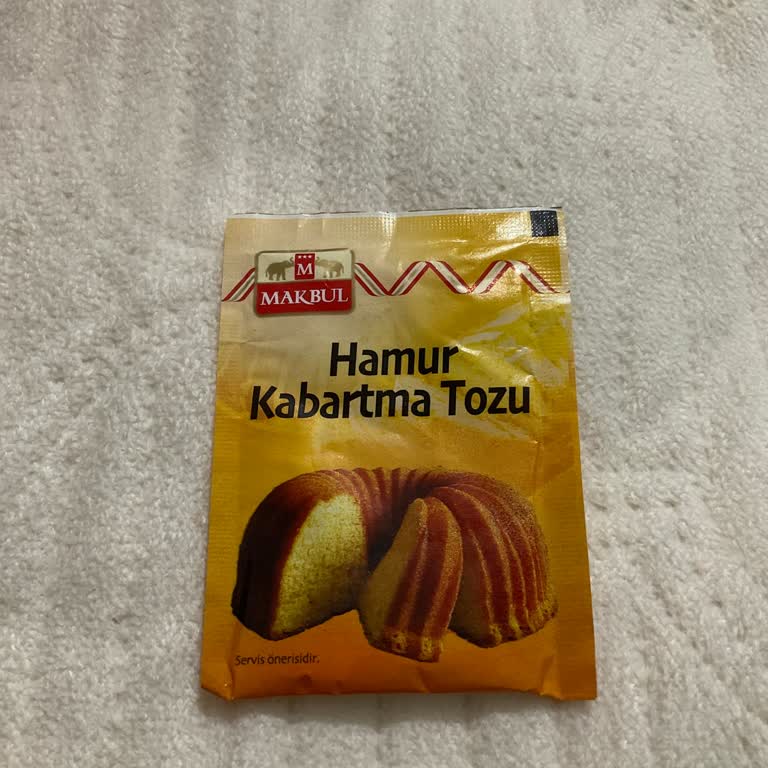 M
MAKBUL
Hamur
Kabartma Tozu
Servis önerisidir.